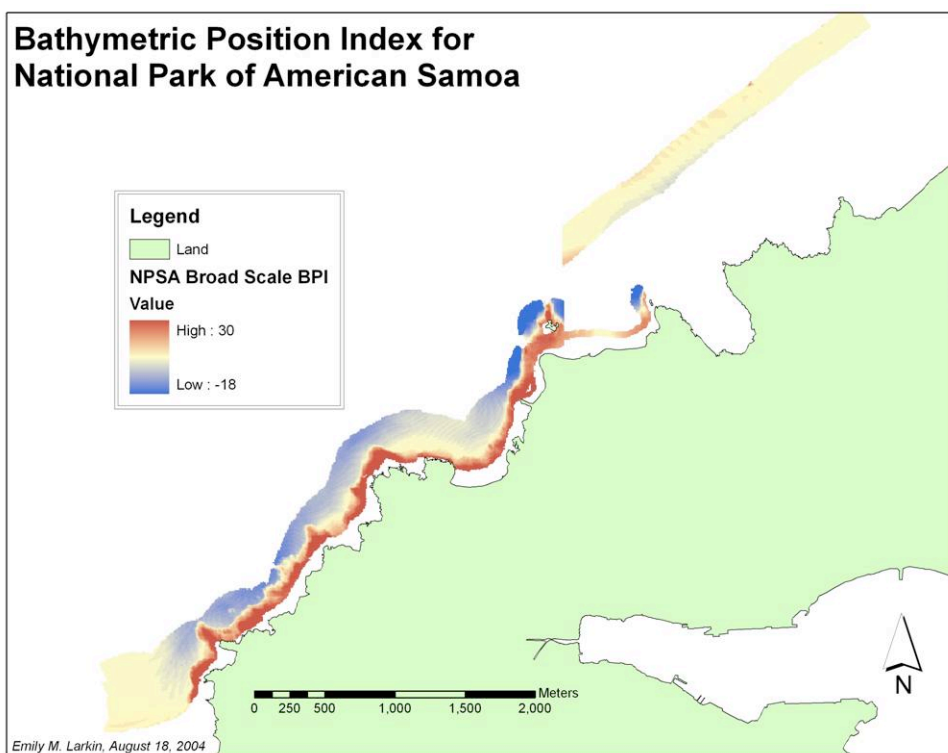 Bathymetric Position Index for
National Park of American Samoa
Legend
Land
NPSA Broad Scale BPI
Value
High : 30
Low : -18
Meters
0 250 500 1,000 1,500 2,000
N
Emily M. Larkin, August 18, 2004